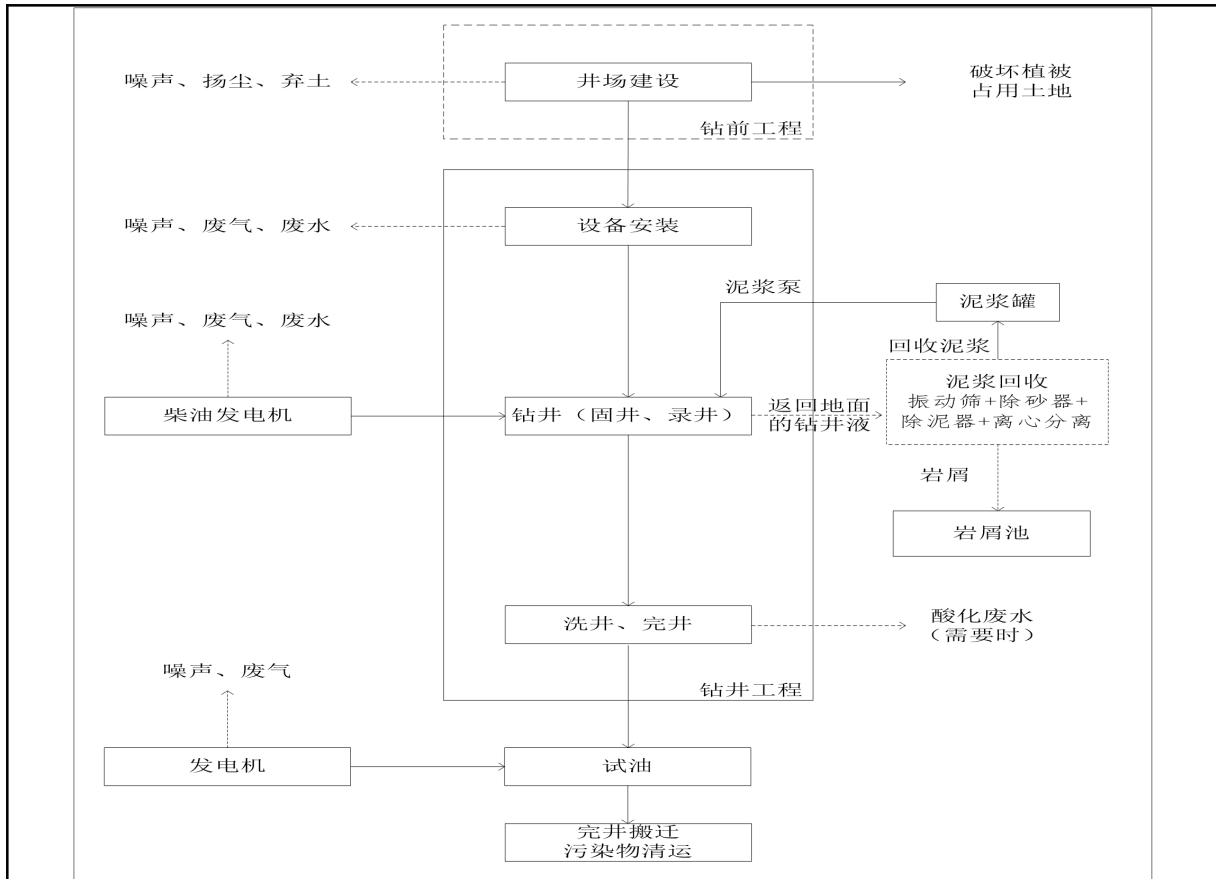 噪声、扬尘、弃土
井场建设
破坏植被
占用土地
钻前工程
噪声、废气、废水
设备安装
泥浆泵
泥浆罐
噪声、废气、废水
回收泥浆
泥浆回收
振动筛+除砂器+
除泥器+离心分离
柴油发电机
钻井（固井、录井）
返回地面
的钻井液
岩屑
岩屑池
洗井、完井
酸化废水
（需要时）
噪声、废气
钻井工程
发电机
试油
完井搬迁
污染物清运